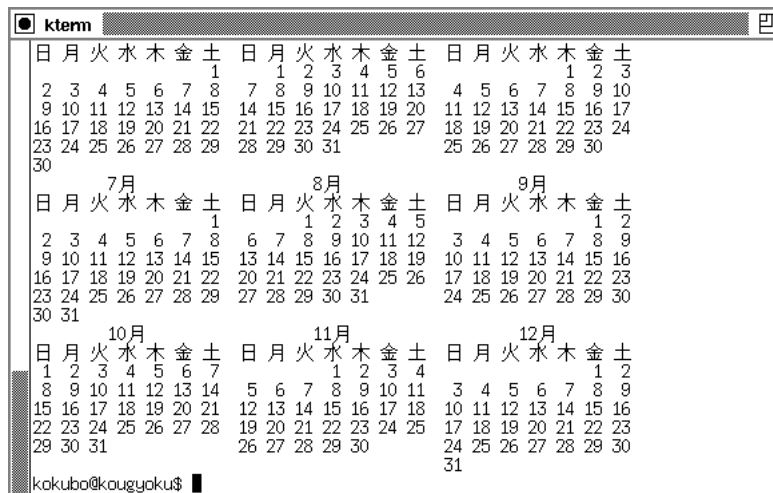 kterm
日 月 火 水 木 金 土 日 月 火 水 木 金 土 日 月 火 水 木 金 土
1 1 2 3 4 5 6 1 2 3
2 3 4 5 6 7 8 7 8 9 10 11 12 13 4 5 6 7 8 9 10
9 10 11 12 13 14 15 14 15 16 17 18 19 20 11 12 13 14 15 16 17
16 17 18 19 20 21 22 21 22 23 24 25 26 27 18 19 20 21 22 23 24
23 24 25 26 27 28 29 28 29 30 31 25 26 27 28 29 30
30
7月 8月 9月
日 月 火 水 木 金 土 日 月 火 水 木 金 土 日 月 火 水 木 金 土
1 1 2 3 4 5 1 2
2 3 4 5 6 7 8 6 7 8 9 10 11 12 3 4 5 6 7 8 9
9 10 11 12 13 14 15 13 14 15 16 17 18 19 10 11 12 13 14 15 16
16 17 18 19 20 21 22 20 21 22 23 24 25 26 17 18 19 20 21 22 23
23 24 25 26 27 28 29 27 28 29 30 31 24 25 26 27 28 29 30
30 31
10月 11月 12月
日 月 火 水 木 金 土 日 月 火 水 木 金 土 日 月 火 水 木 金 土
1 2 3 4 5 6 7 1 2 3 4 1 2
8 9 10 11 12 13 14 5 6 7 8 9 10 11 3 4 5 6 7 8 9
15 16 17 18 19 20 21 12 13 14 15 16 17 18 10 11 12 13 14 15 16
22 23 24 25 26 27 28 19 20 21 22 23 24 25 17 18 19 20 21 22 23
29 30 31 26 27 28 29 30 24 25 26 27 28 29 30
31
kokubo@kougyoku$